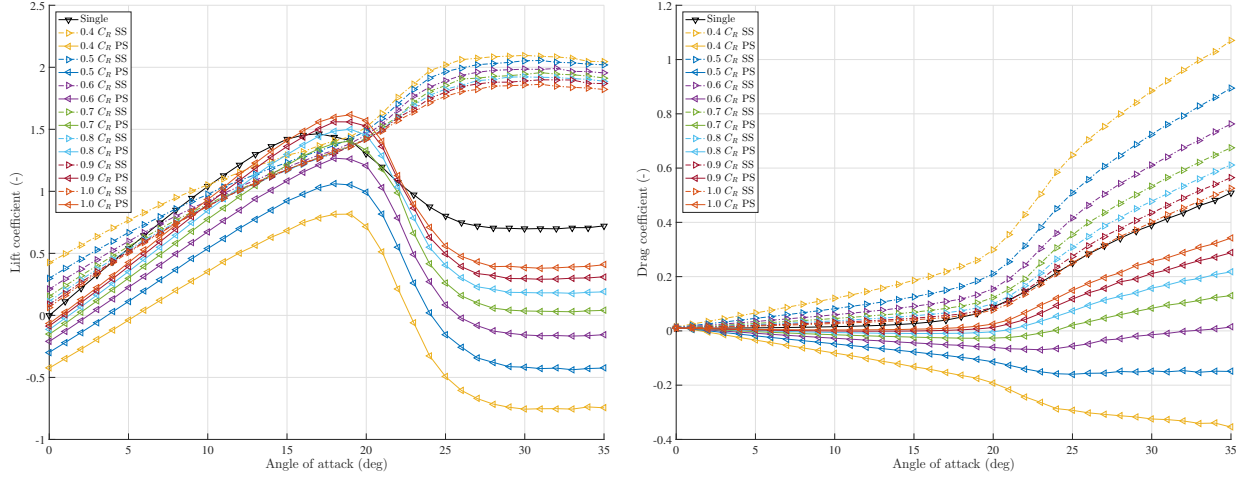 2.5
2
1.5
1
0.5
0
-0.5
-1
0 5 10 15 20 25 30 35
Angle of attack (deg)
Lift coefficient (-)
Single
0.4 C_R SS
0.4 C_R PS
0.5 C_R SS
0.5 C_R PS
0.6 C_R SS
0.6 C_R PS
0.7 C_R SS
0.7 C_R PS
0.8 C_R SS
0.8 C_R PS
0.9 C_R SS
0.9 C_R PS
1.0 C_R SS
1.0 C_R PS
1.2
1
0.8
0.6
0.4
0.2
0
-0.2
-0.4
0 5 10 15 20 25 30 35
Angle of attack (deg)
Drag coefficient (-)
Single
0.4 C_R SS
0.4 C_R PS
0.5 C_R SS
0.5 C_R PS
0.6 C_R SS
0.6 C_R PS
0.7 C_R SS
0.7 C_R PS
0.8 C_R SS
0.8 C_R PS
0.9 C_R SS
0.9 C_R PS
1.0 C_R SS
1.0 C_R PS